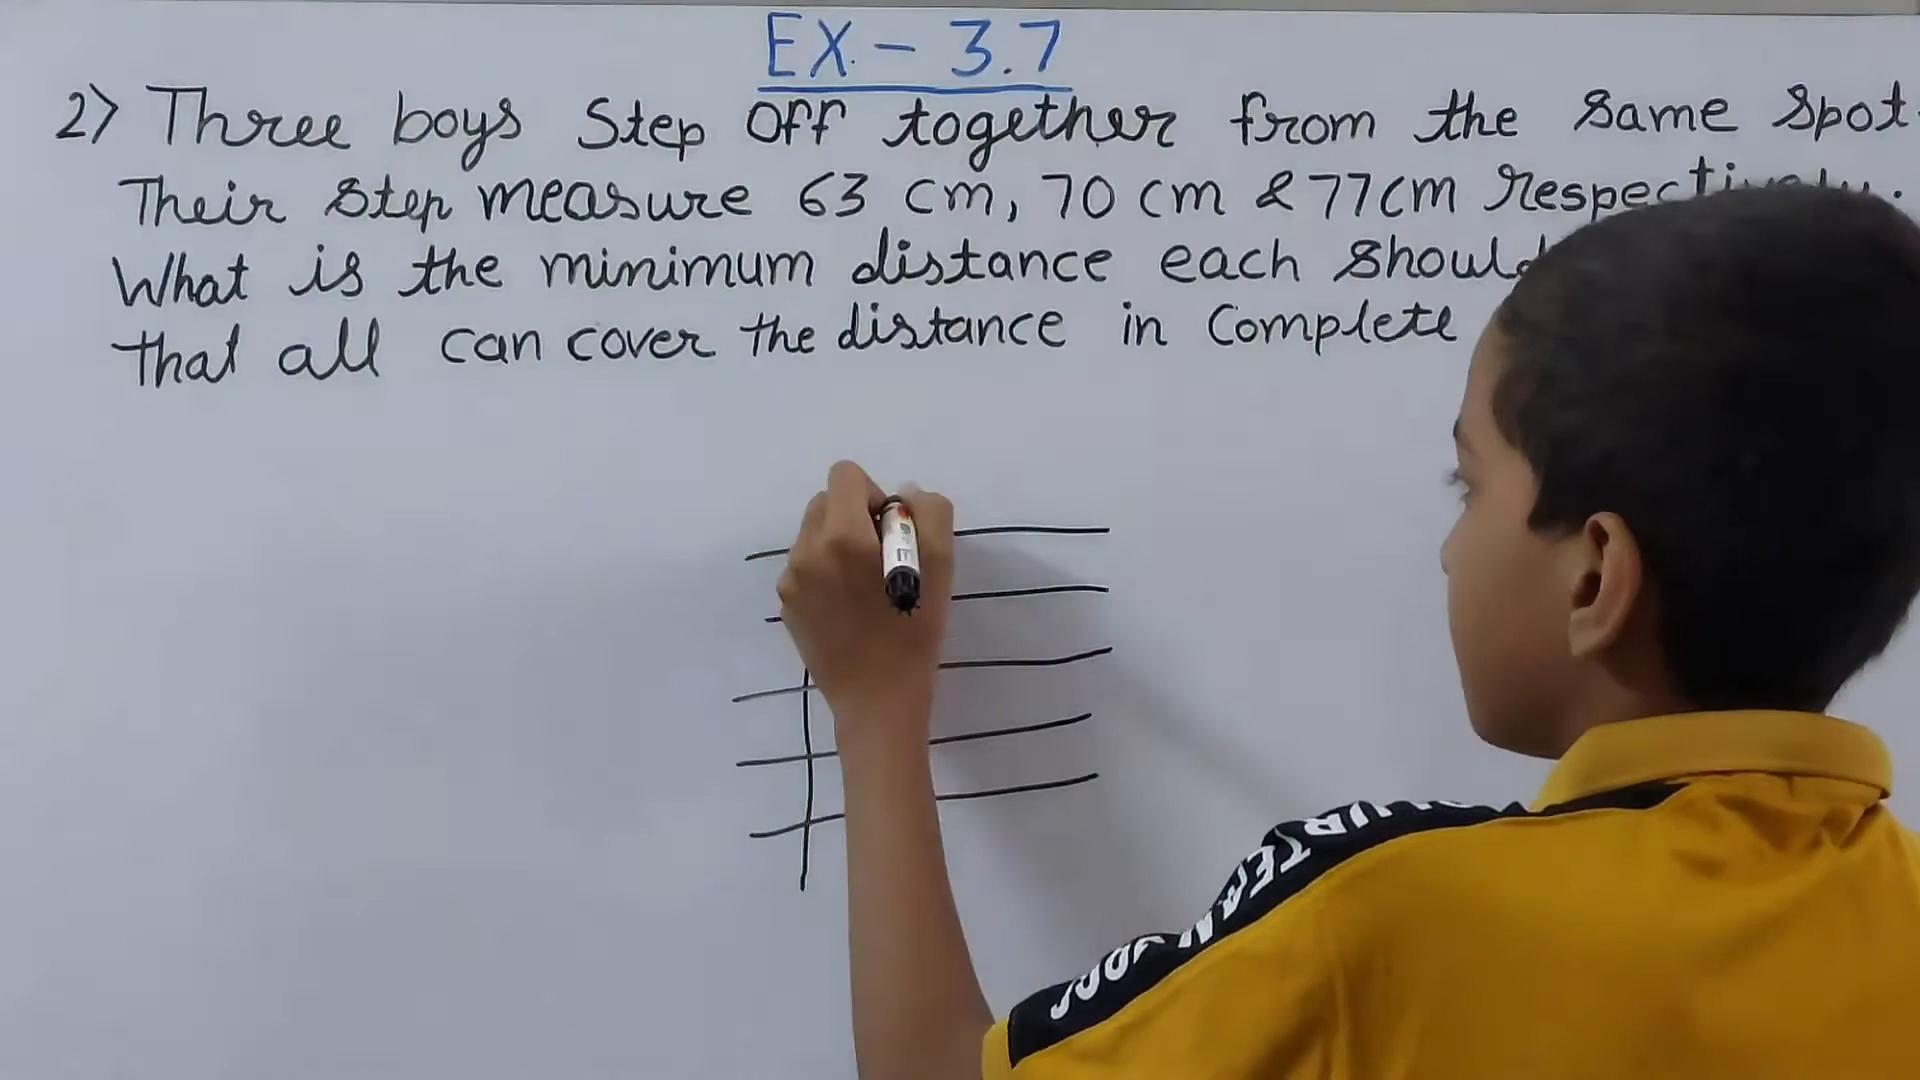 EX - 3.7
2) Three boys Step off together from the same spot.
Their step measure 63 cm, 70 cm & 77cm respectively.
What is the minimum distance each should
that all can cover the distance in Complete